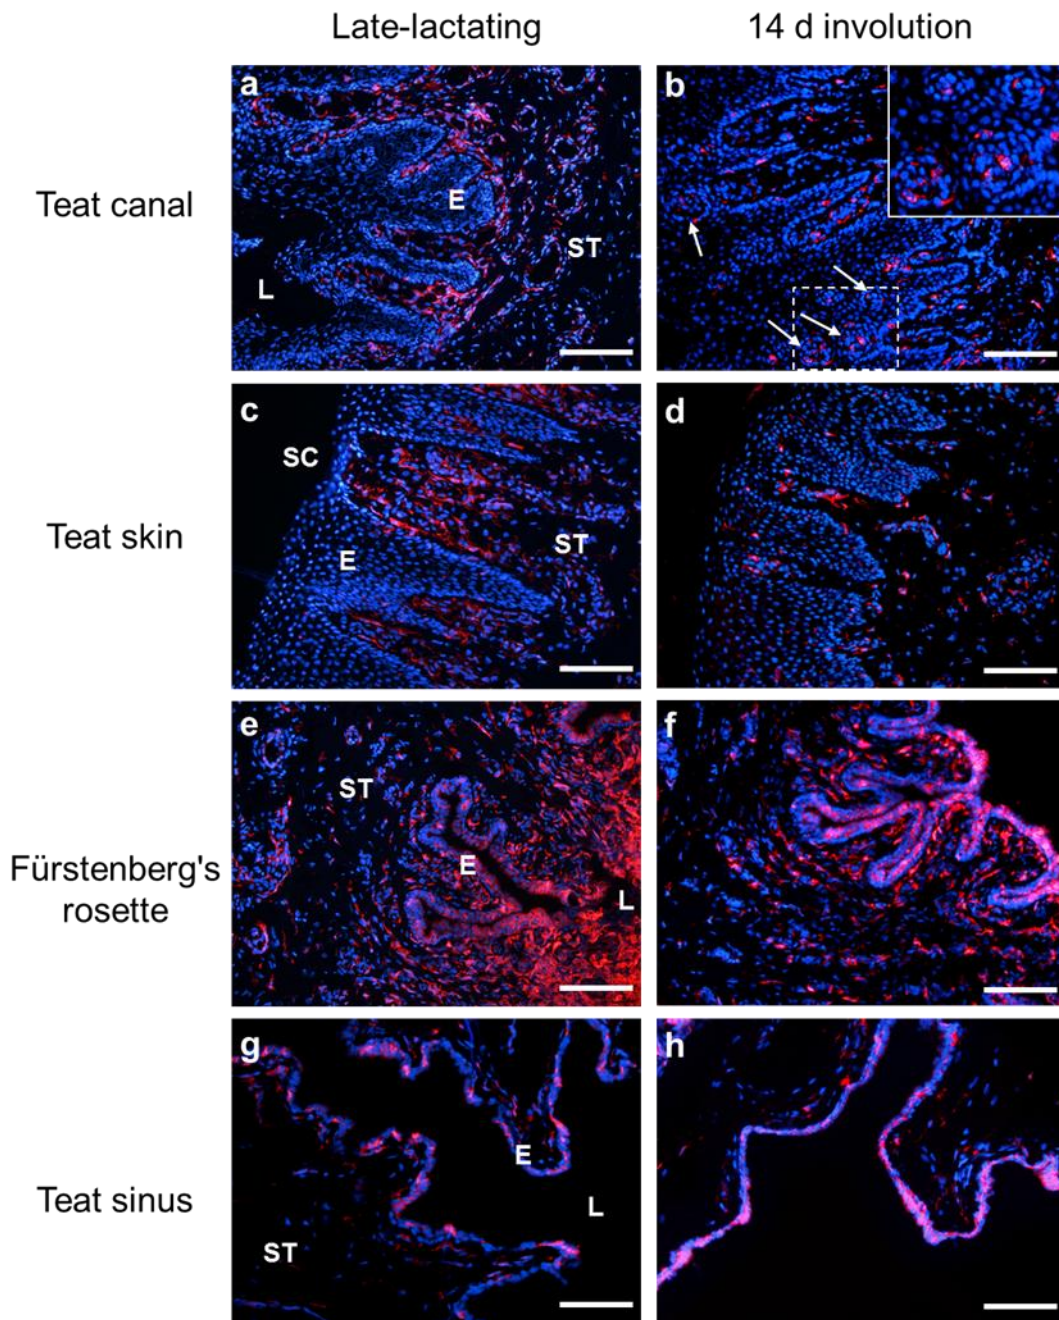 Late-lactating
14 d involution
Teat canal
a
E
ST
L
b
Teat skin
c
SC
E
ST
d
Fürstenberg's
rosette
e
ST
E
L
f
Teat sinus
g
E
L
ST
h